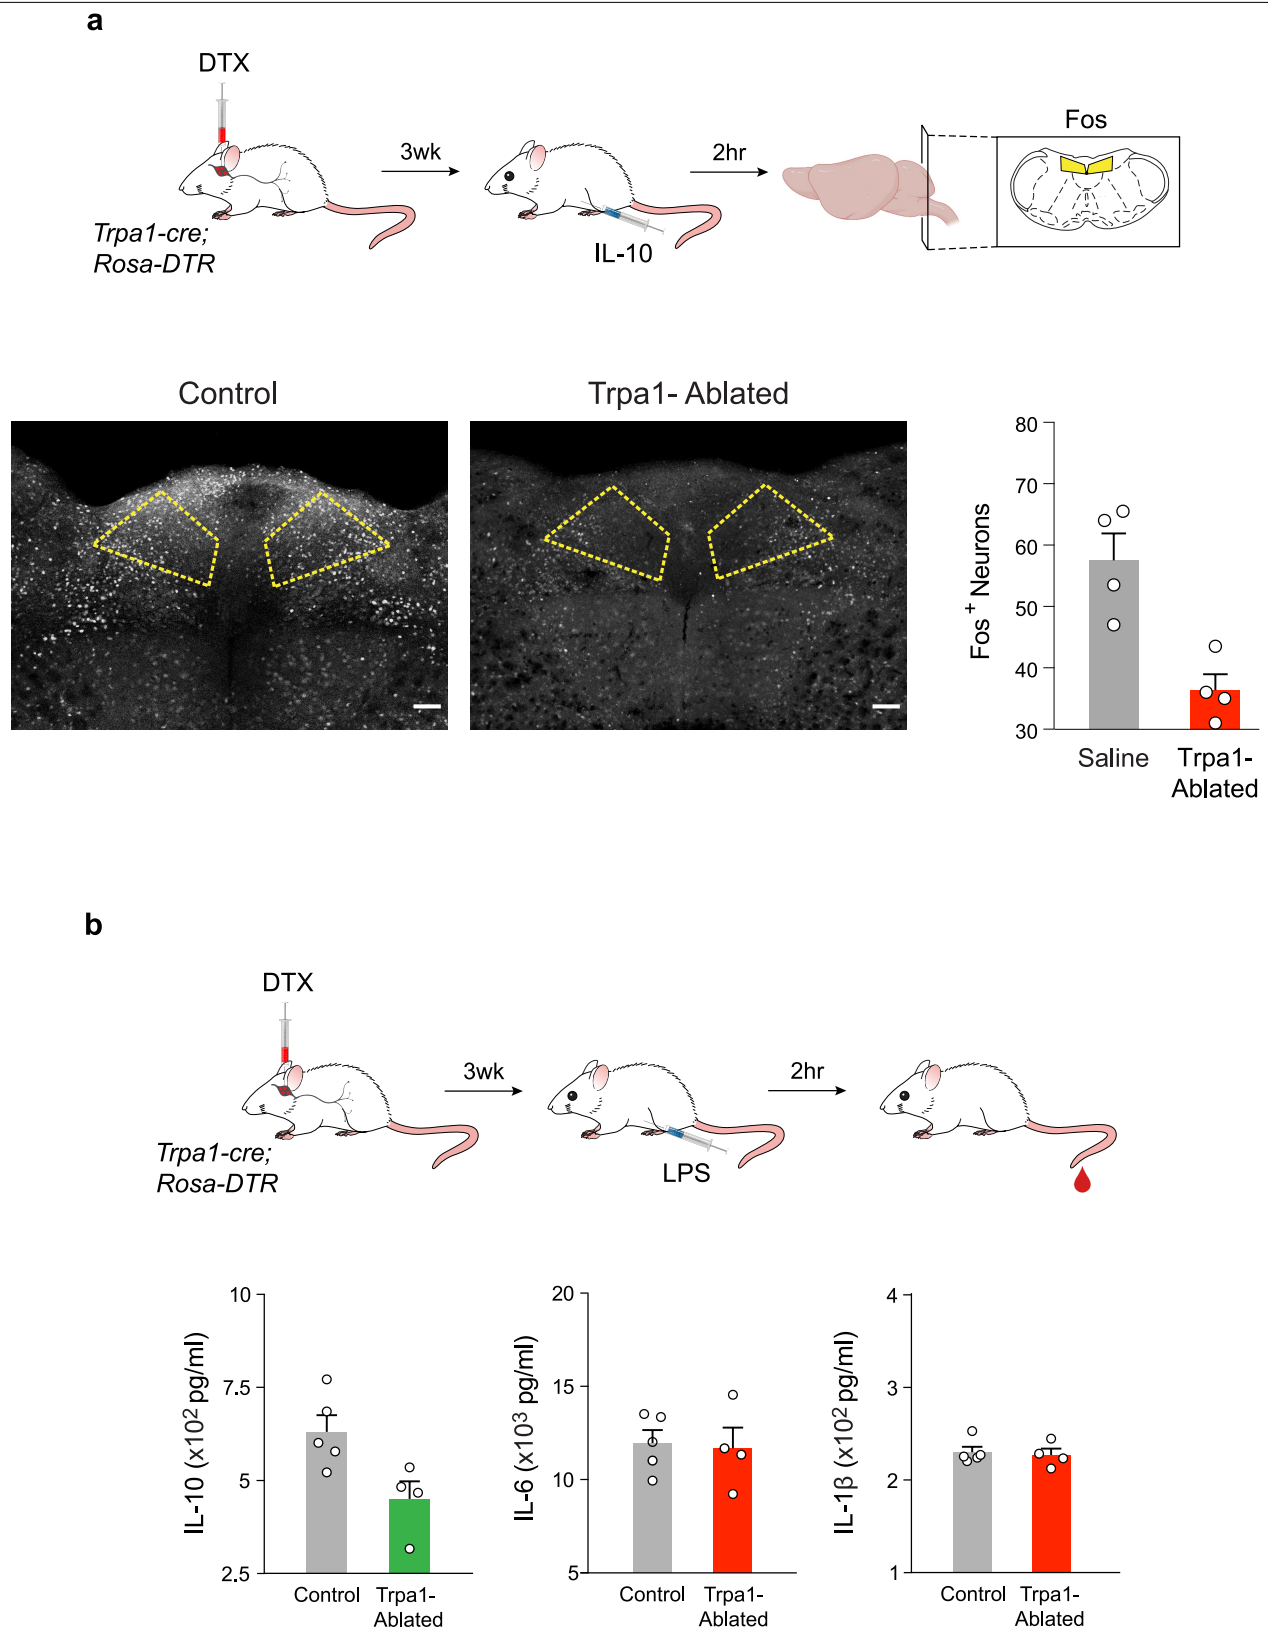 a
DTX
3wk
2hr
Fos
Trpa1-cre;
Rosa-DTR
IL-10
Control
Trpa1- Ablated
80
70
60
50
40
30
Fos + Neurons
Saline
Trpa1-
Ablated
b
DTX
3wk
2hr
Trpa1-cre;
Rosa-DTR
LPS
10
7.5
5
2.5
IL-10 (x10² pg/ml)
Control
Trpa1-
Ablated
20
15
10
5
IL-6 (x10³ pg/ml)
Control
Trpa1-
Ablated
4
3
2
1
IL-1β (x10² pg/ml)
Control
Trpa1-
Ablated